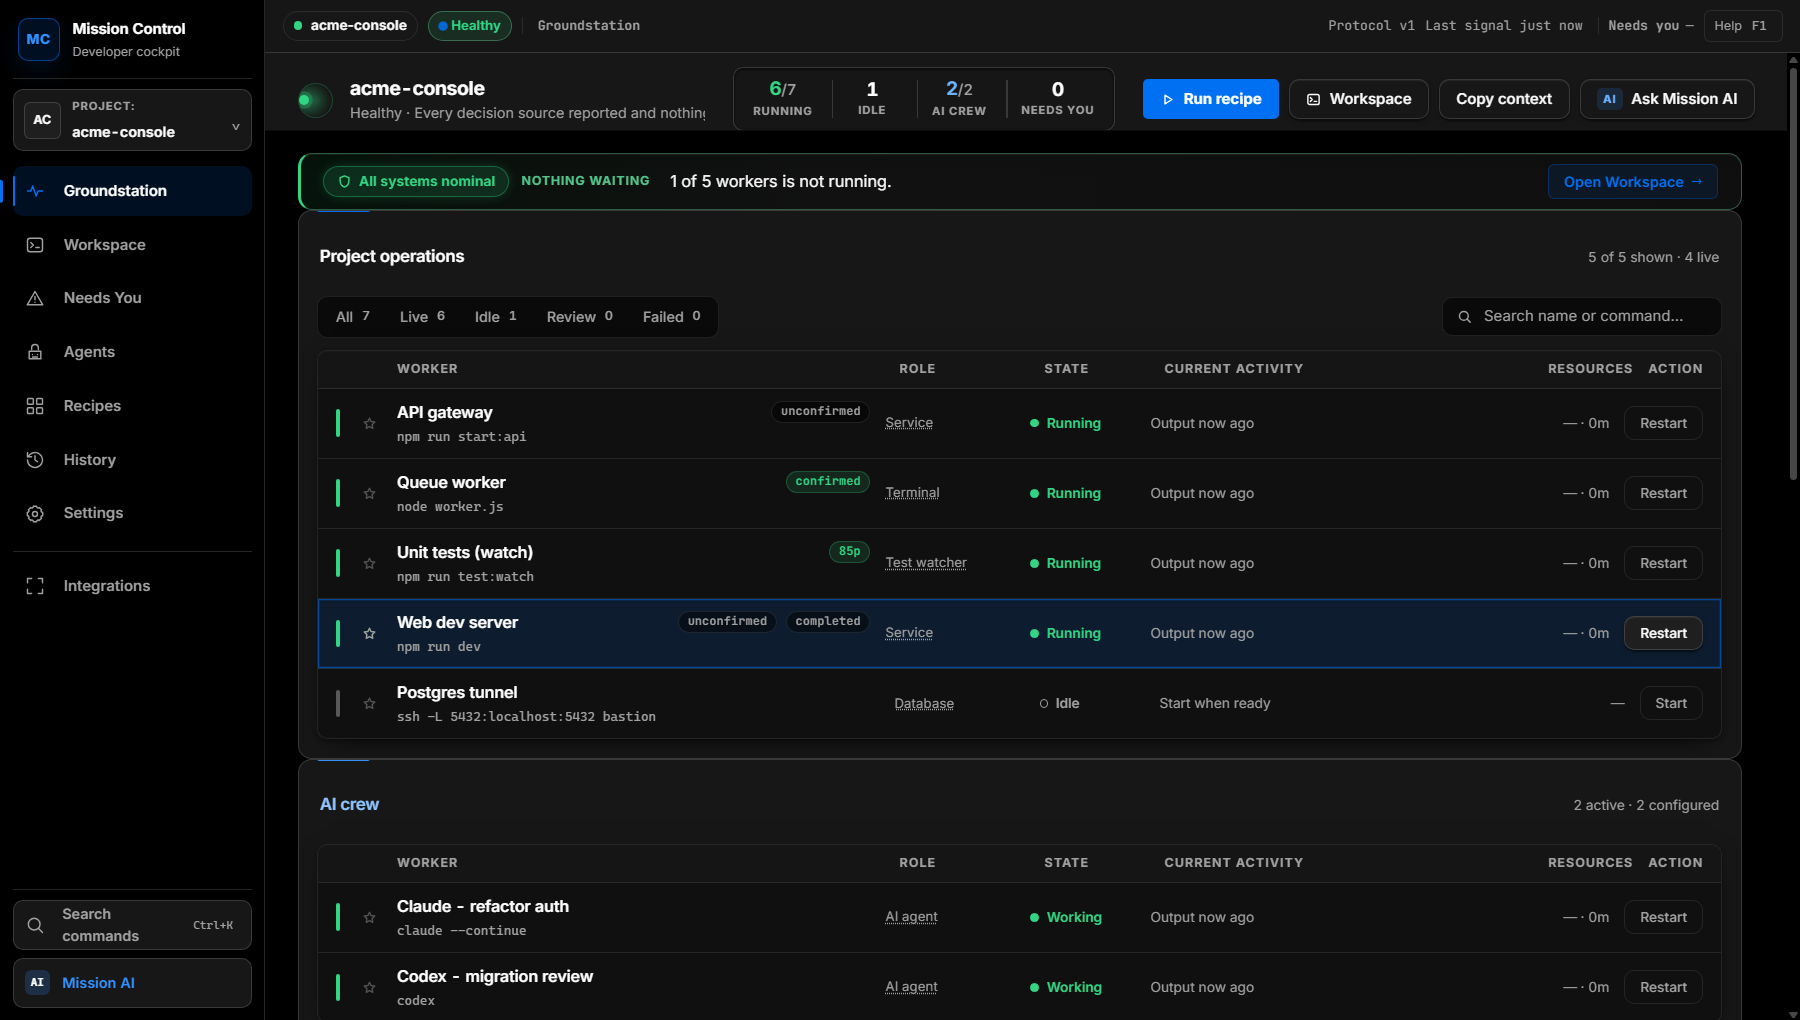 MC
Mission Control
Developer cockpit
PROJECT:
AC
acme-console
Groundstation
Workspace
Needs You
Agents
Recipes
History
Settings
Integrations
Search commands
Ctrl+K
AI
Mission AI
acme-console
Healthy
Groundstation
Protocol v1 Last signal just now
Needs you —
Help F1
acme-console
Healthy · Every decision source reported and nothing
6/7
RUNNING
1
IDLE
2/2
AI CREW
0
NEEDS YOU
Run recipe
Workspace
Copy context
AI Ask Mission AI
All systems nominal
NOTHING WAITING
1 of 5 workers is not running.
Open Workspace →
Project operations
5 of 5 shown · 4 live
All 7
Live 6
Idle 1
Review 0
Failed 0
Search name or command...
WORKER ROLE STATE CURRENT ACTIVITY RESOURCES ACTION
API gateway unconfirmed
npm run start:api
Service Running Output now ago — · 0m Restart
Queue worker confirmed
node worker.js
Terminal Running Output now ago — · 0m Restart
Unit tests (watch) 85p
npm run test:watch
Test watcher Running Output now ago — · 0m Restart
Web dev server unconfirmed completed
npm run dev
Service Running Output now ago — · 0m Restart
Postgres tunnel
ssh -L 5432:localhost:5432 bastion
Database Idle Start when ready — Start
AI crew
2 active · 2 configured
WORKER ROLE STATE CURRENT ACTIVITY RESOURCES ACTION
Claude - refactor auth
claude --continue
AI agent Working Output now ago — · 0m Restart
Codex - migration review
codex
AI agent Working Output now ago — · 0m Restart